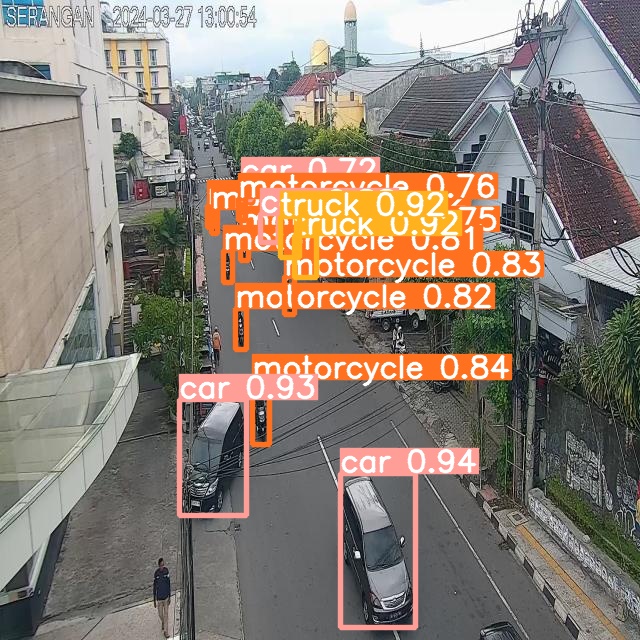 SERANGAN 2024-03-27 13:00:54
car 0.72
motorcycle 0.76
truck 0.92
truck 0.92
motorcycle 0.81
motorcycle 0.83
motorcycle 0.82
motorcycle 0.84
car 0.93
car 0.94